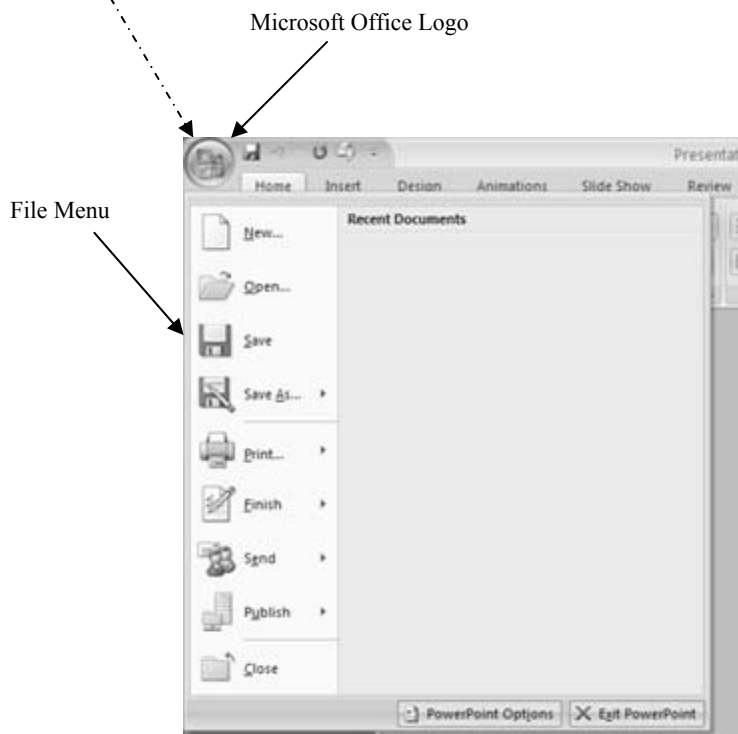 Microsoft Office Logo
Presentat
Home Insert Design Animations Slide Show Review
File Menu
Recent Documents
New...
Open...
Save
Save As...
Print...
Finish
Send
Publish
Close
PowerPoint Options Exit PowerPoint